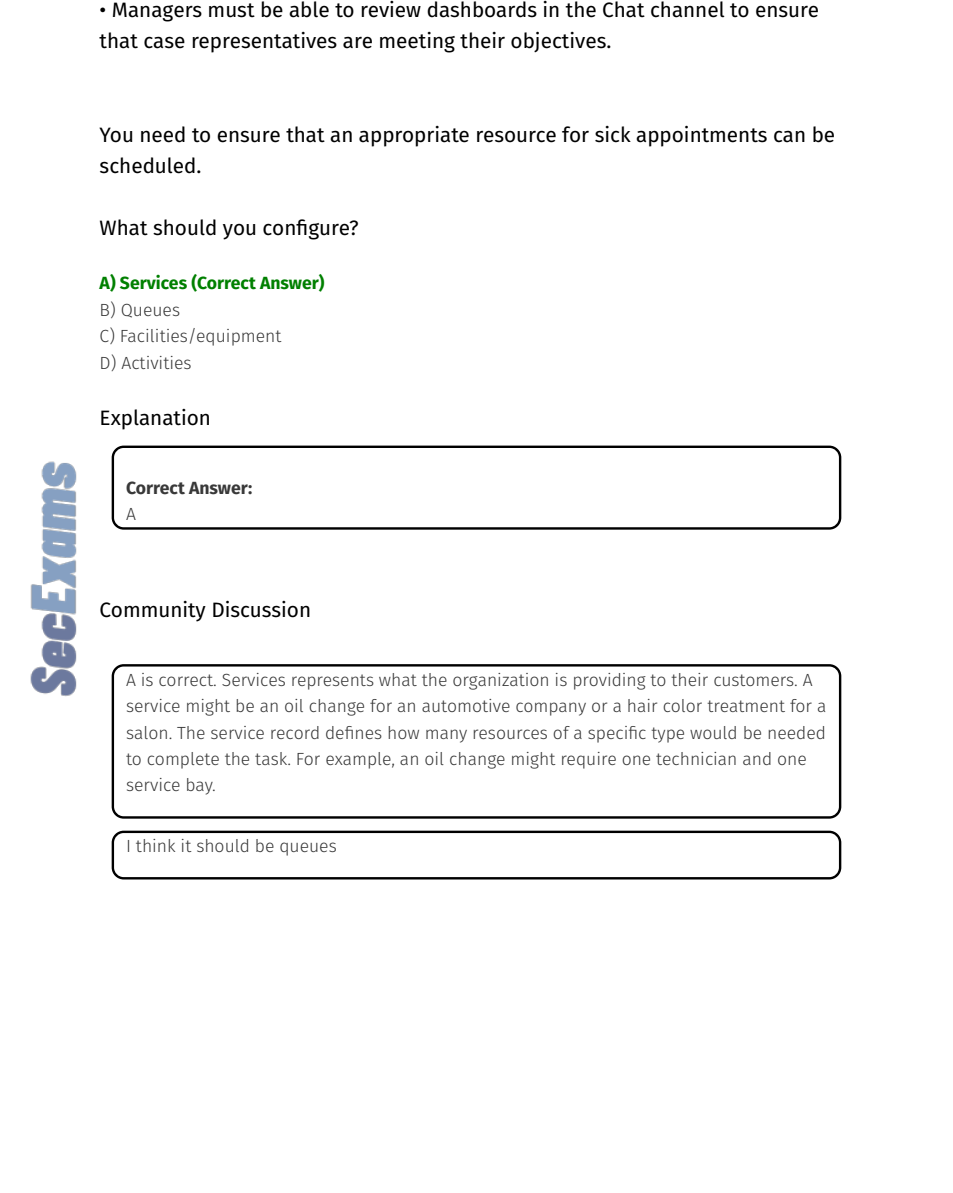 • Managers must be able to review dashboards in the Chat channel to ensure
that case representatives are meeting their objectives.
You need to ensure that an appropriate resource for sick appointments can be
scheduled.
What should you configure?
A) Services (Correct Answer)
B) Queues
C) Facilities/equipment
D) Activities
Explanation
Correct Answer:
A
SecExams
Community Discussion
A is correct. Services represents what the organization is providing to their customers. A
service might be an oil change for an automotive company or a hair color treatment for a
salon. The service record defines how many resources of a specific type would be needed
to complete the task. For example, an oil change might require one technician and one
service bay.
I think it should be queues